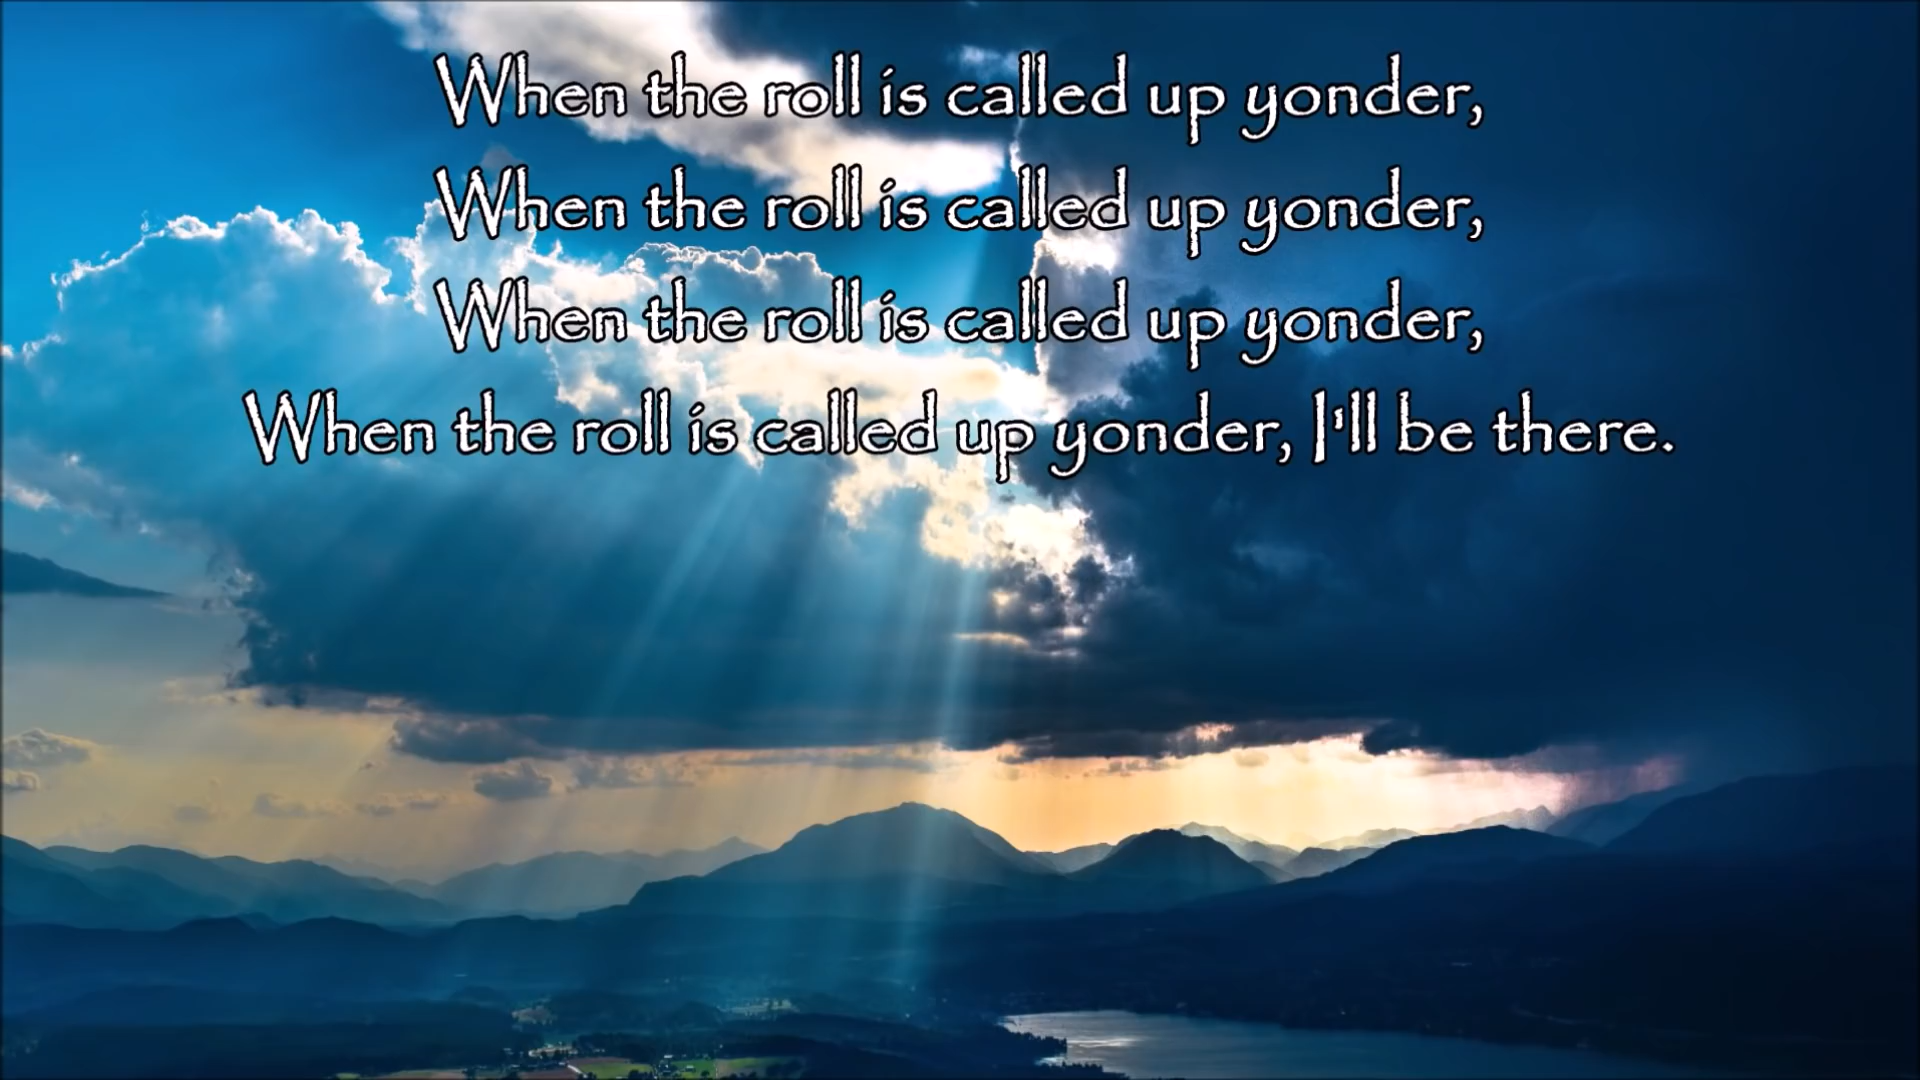 When the roll is called up yonder,
When the roll is called up yonder,
When the roll is called up yonder,
When the roll is called up yonder, I'll be there.